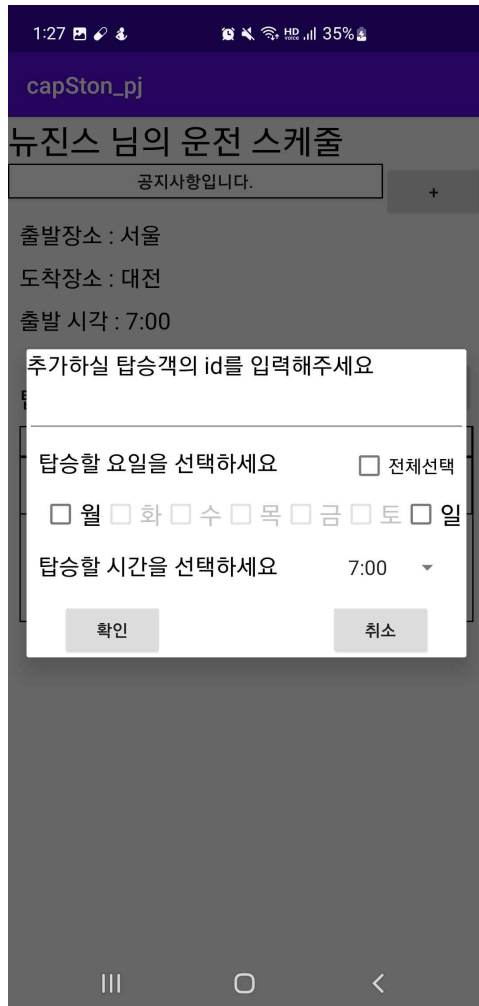 1:27 HD voice 35%
capSton_pj
뉴진스 님의 운전 스케줄
공지사항입니다.
+
출발장소 : 서울
도착장소 : 대전
출발 시각 : 7:00
추가하실 탑승객의 id를 입력해주세요
탑승할 요일을 선택하세요 전체선택
월 화 수 목 금 토 일
탑승할 시간을 선택하세요 7:00
확인 취소